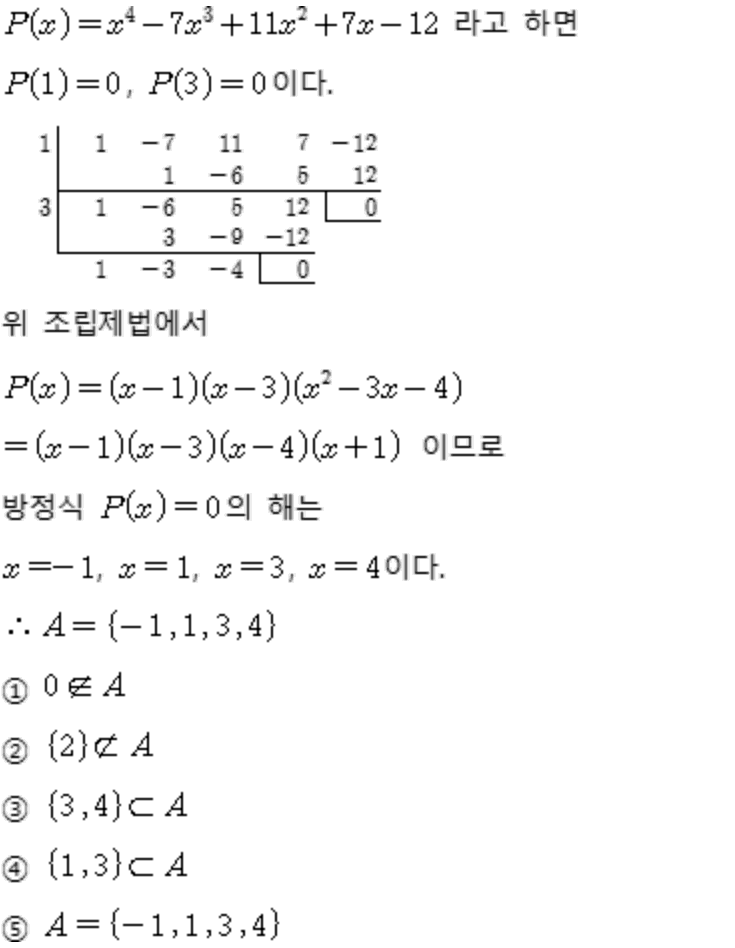 P(x)=x⁴−7x³+11x²+7x−12 라고 하면
P(1)=0, P(3)=0이다.
1 1 −7 11 7 −12
1 −6 5 12
3 1 −6 5 12 0
3 −9 −12
1 −3 −4 0
위 조립제법에서
P(x)=(x−1)(x−3)(x²−3x−4)
=(x−1)(x−3)(x−4)(x+1) 이므로
방정식 P(x)=0의 해는
x=−1, x=1, x=3, x=4이다.
∴ A={−1,1,3,4}
① 0∉A
② {2}⊄A
③ {3,4}⊂A
④ {1,3}⊂A
⑤ A={−1,1,3,4}